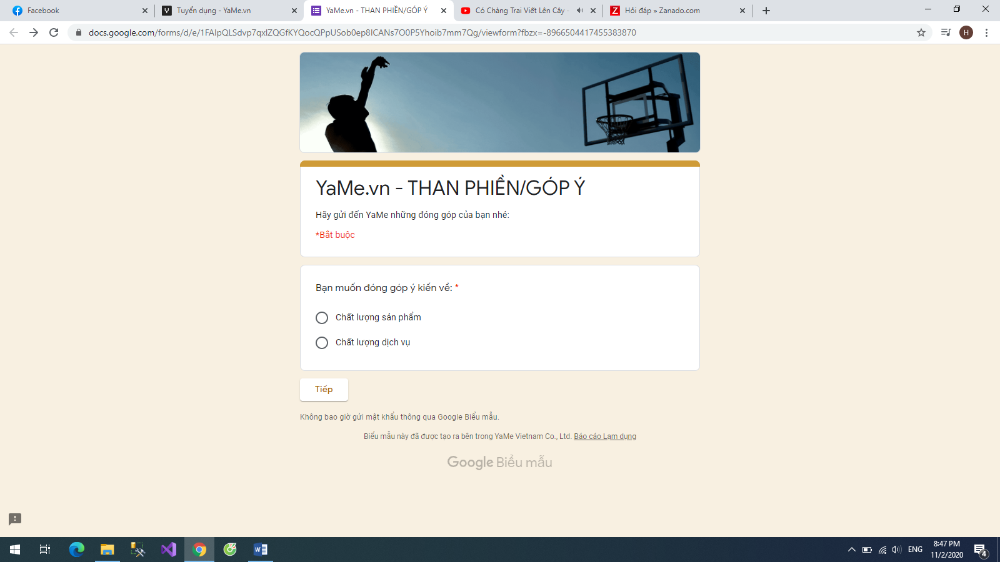 Facebook
Tuyển dụng - YaMe.vn
YaMe.vn - THAN PHIỀN/GÓP Ý
Có Chàng Trai Viết Lên Cây -
Hỏi đáp » Zanado.com
docs.google.com/forms/d/e/1FAIpQLSdvp7qxIZQGfKYQocQPpUSob0ep8ICANs7O0P5Yhoib7mm7Qg/viewform?fbzx=-8966504417455383870
H
YaMe.vn - THAN PHIỀN/GÓP Ý
Hãy gửi đến YaMe những đóng góp của bạn nhé:
*Bắt buộc
Bạn muốn đóng góp ý kiến về: *
Chất lượng sản phẩm
Chất lượng dịch vụ
Tiếp
Không bao giờ gửi mật khẩu thông qua Google Biểu mẫu.
Biểu mẫu này đã được tạo ra bên trong YaMe Vietnam Co., Ltd. Báo cáo Lạm dụng
Google Biểu mẫu
ENG
8:47 PM
11/2/2020
4